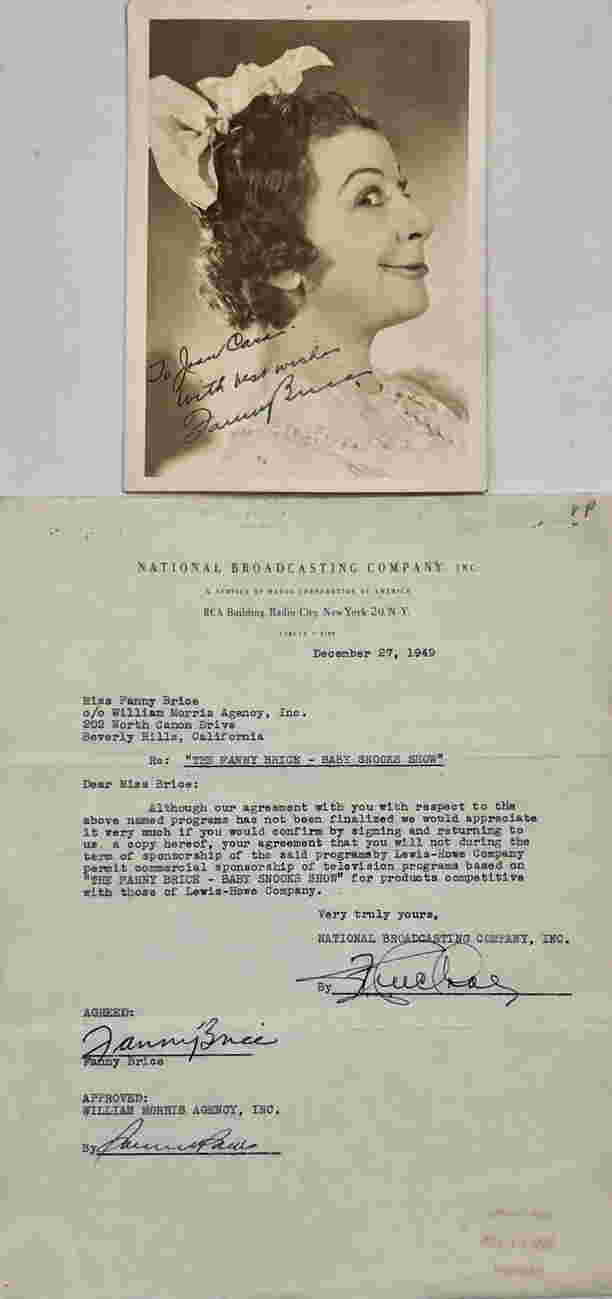 To Jean
with best wishes
Fanny Brice
NATIONAL BROADCASTING COMPANY INC.
A SERVICE OF RADIO CORPORATION OF AMERICA
RCA Building, Radio City, New York 20, N.Y.
December 27, 1949
Miss Fanny Brice
c/o William Morris Agency, Inc.
202 North Canon Drive
Beverly Hills, California
Re: "THE FANNY BRICE - BABY SNOOKS SHOW"
Dear Miss Brice:
Although our agreement with you with respect to the
above named programs has not been finalized we would appreciate
it very much if you would confirm by signing and returning to
us, a copy hereof, your agreement that you will not during the
term of sponsorship of the said programs by Lewis-Howe Company
permit commercial sponsorship of television programs based on
"THE FANNY BRICE - BABY SNOOKS SHOW" for products competitive
with those of Lewis-Howe Company.
Very truly yours,
NATIONAL BROADCASTING COMPANY, INC.
By
AGREED:
Fanny Brice
Fanny Brice
APPROVED:
WILLIAM MORRIS AGENCY, INC.
By